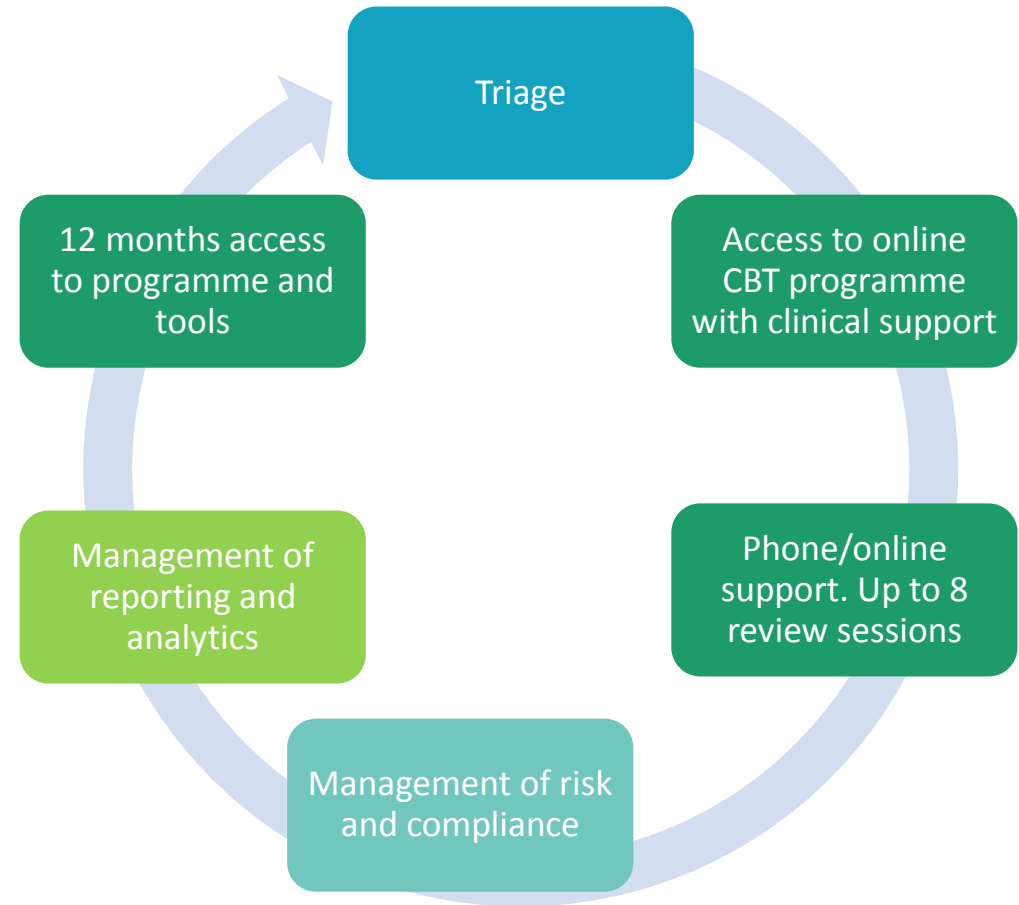 Triage
Access to online
CBT programme
with clinical support
Phone/online
support. Up to 8
review sessions
Management of risk
and compliance
Management of
reporting and
analytics
12 months access
to programme and
tools